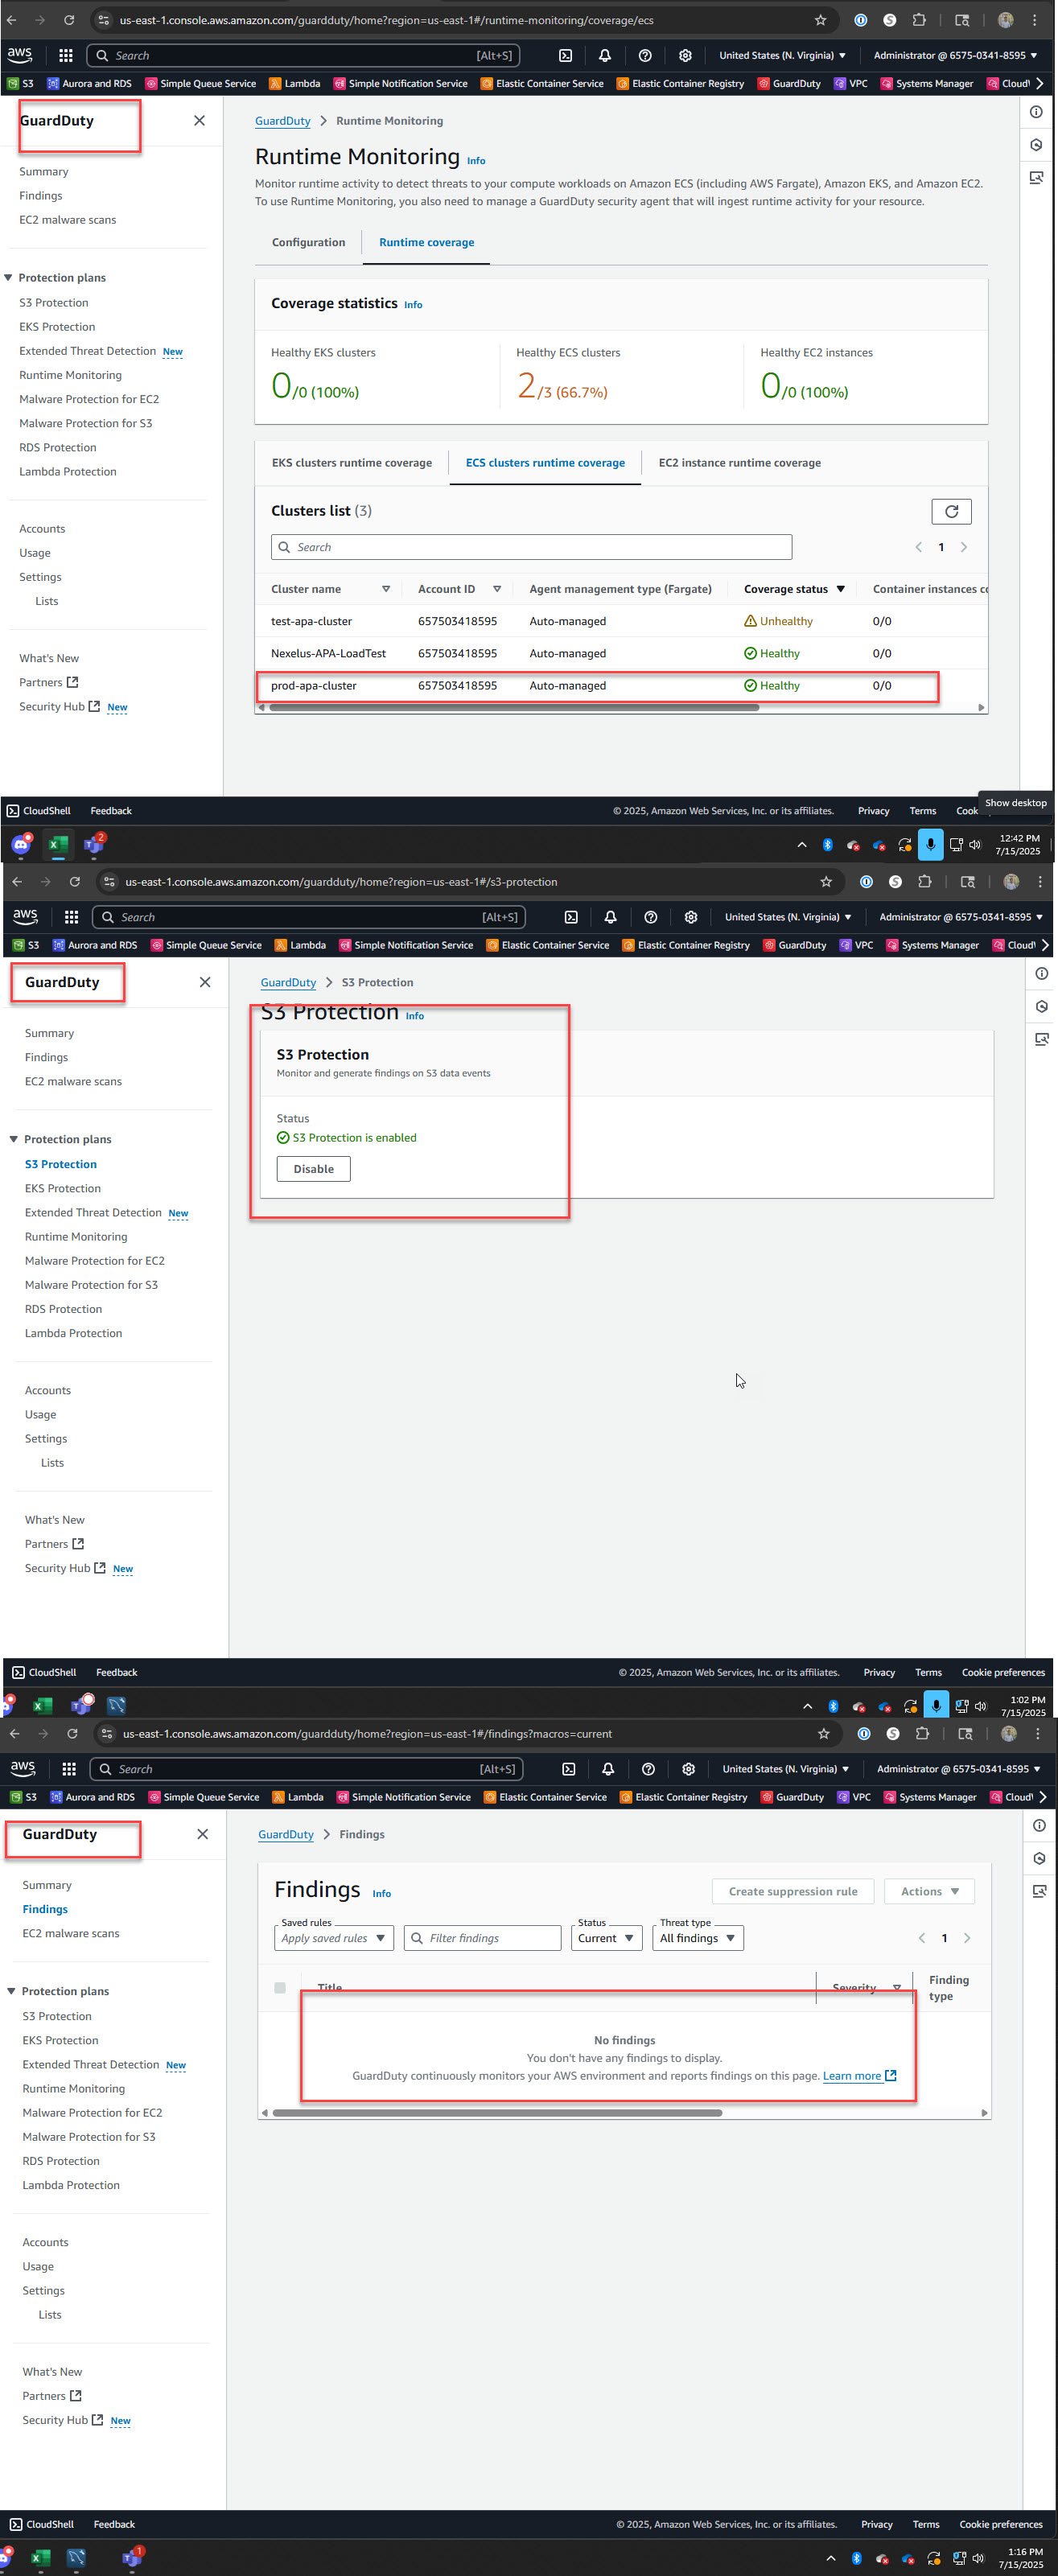 us-east-1.console.aws.amazon.com/guardduty/home?region=us-east-1#/runtime-monitoring/coverage/ecs
aws Search [Alt+S] United States (N. Virginia) Administrator @ 6575-0341-8595
S3 Aurora and RDS Simple Queue Service Lambda Simple Notification Service Elastic Container Service Elastic Container Registry GuardDuty VPC Systems Manager Cloud
GuardDuty
Summary
Findings
EC2 malware scans
Protection plans
S3 Protection
EKS Protection
Extended Threat Detection New
Runtime Monitoring
Malware Protection for EC2
Malware Protection for S3
RDS Protection
Lambda Protection
Accounts
Usage
Settings
Lists
What's New
Partners
Security Hub New
GuardDuty > Runtime Monitoring
Runtime Monitoring Info
Monitor runtime activity to detect threats to your compute workloads on Amazon ECS (including AWS Fargate), Amazon EKS, and Amazon EC2.
To use Runtime Monitoring, you also need to manage a GuardDuty security agent that will ingest runtime activity for your resource.
Configuration Runtime coverage
Coverage statistics Info
Healthy EKS clusters Healthy ECS clusters Healthy EC2 instances
0/0 (100%) 2/3 (66.7%) 0/0 (100%)
EKS clusters runtime coverage ECS clusters runtime coverage EC2 instance runtime coverage
Clusters list (3)
Search 1
Cluster name Account ID Agent management type (Fargate) Coverage status Container instances co
test-apa-cluster 657503418595 Auto-managed Unhealthy 0/0
Nexelus-APA-LoadTest 657503418595 Auto-managed Healthy 0/0
prod-apa-cluster 657503418595 Auto-managed Healthy 0/0
CloudShell Feedback © 2025, Amazon Web Services, Inc. or its affiliates. Privacy Terms Cook
Show desktop
2
12:42 PM
7/15/2025
us-east-1.console.aws.amazon.com/guardduty/home?region=us-east-1#/s3-protection
aws Search [Alt+S] United States (N. Virginia) Administrator @ 6575-0341-8595
S3 Aurora and RDS Simple Queue Service Lambda Simple Notification Service Elastic Container Service Elastic Container Registry GuardDuty VPC Systems Manager Cloud
GuardDuty
Summary
Findings
EC2 malware scans
Protection plans
S3 Protection
EKS Protection
Extended Threat Detection New
Runtime Monitoring
Malware Protection for EC2
Malware Protection for S3
RDS Protection
Lambda Protection
Accounts
Usage
Settings
Lists
What's New
Partners
Security Hub New
GuardDuty > S3 Protection
S3 Protection Info
S3 Protection
Monitor and generate findings on S3 data events
Status
S3 Protection is enabled
Disable
CloudShell Feedback © 2025, Amazon Web Services, Inc. or its affiliates. Privacy Terms Cookie preferences
1:02 PM
7/15/2025
us-east-1.console.aws.amazon.com/guardduty/home?region=us-east-1#/findings?macros=current
aws Search [Alt+S] United States (N. Virginia) Administrator @ 6575-0341-8595
S3 Aurora and RDS Simple Queue Service Lambda Simple Notification Service Elastic Container Service Elastic Container Registry GuardDuty VPC Systems Manager Cloud
GuardDuty
Summary
Findings
EC2 malware scans
Protection plans
S3 Protection
EKS Protection
Extended Threat Detection New
Runtime Monitoring
Malware Protection for EC2
Malware Protection for S3
RDS Protection
Lambda Protection
Accounts
Usage
Settings
Lists
What's New
Partners
Security Hub New
GuardDuty > Findings
Findings Info Create suppression rule Actions
Saved rules Status Threat type
Apply saved rules Filter findings Current All findings 1
Title Severity Finding type
No findings
You don't have any findings to display.
GuardDuty continuously monitors your AWS environment and reports findings on this page. Learn more
CloudShell Feedback © 2025, Amazon Web Services, Inc. or its affiliates. Privacy Terms Cookie preferences
1
1:16 PM
7/15/2025